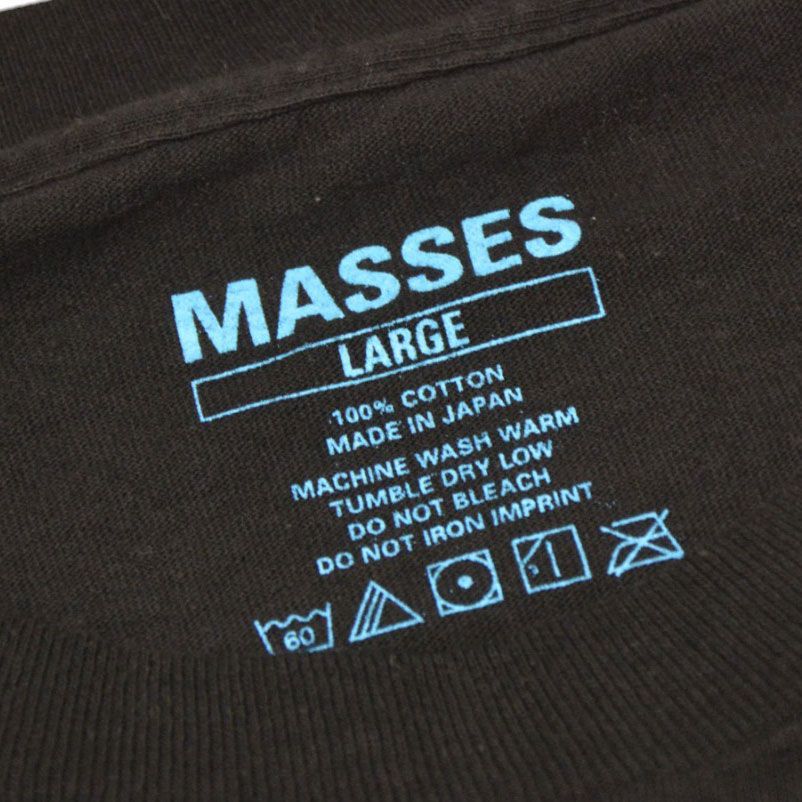 MASSES
LARGE
100% COTTON
MADE IN JAPAN
MACHINE WASH WARM
TUMBLE DRY LOW
DO NOT BLEACH
DO NOT IRON IMPRINT
60